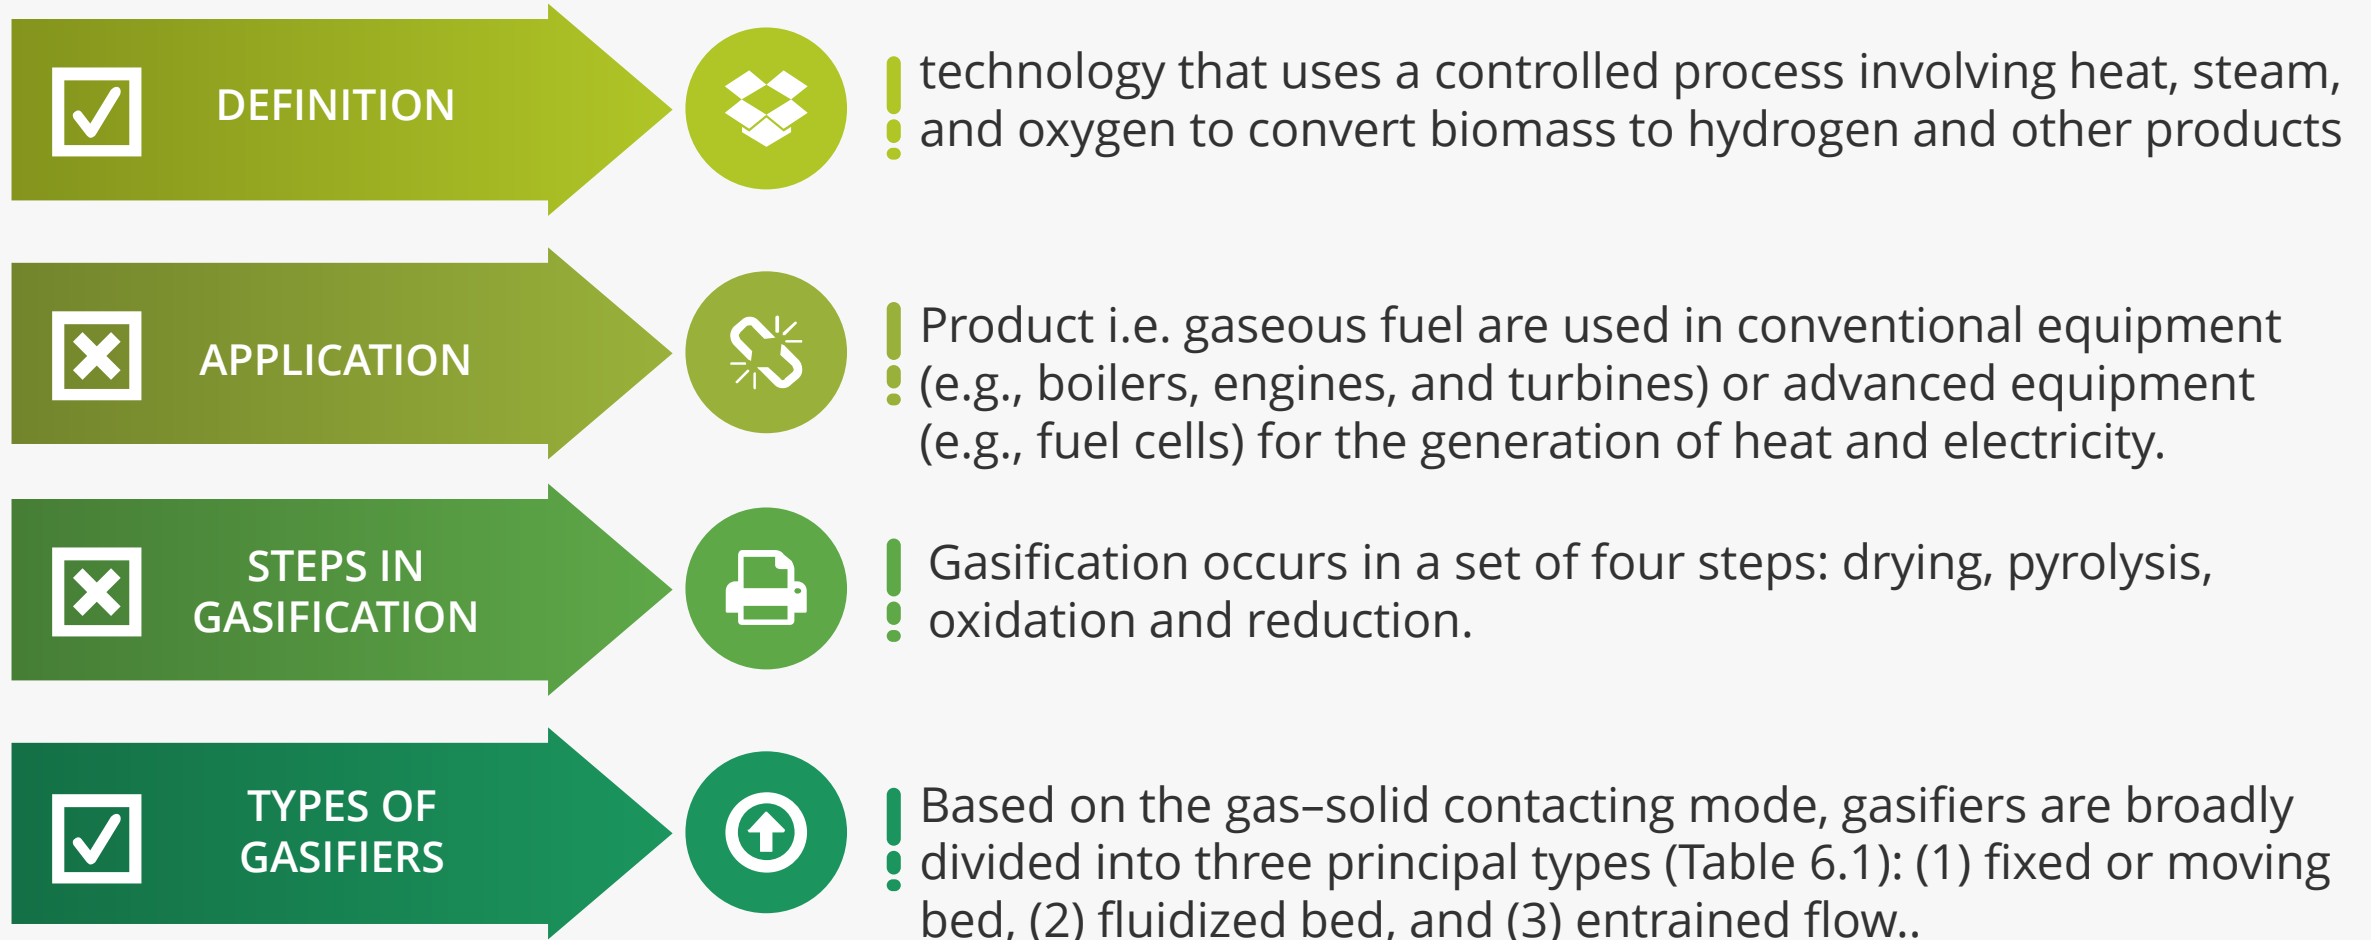 DEFINITION
technology that uses a controlled process involving heat, steam,
and oxygen to convert biomass to hydrogen and other products
APPLICATION
Product i.e. gaseous fuel are used in conventional equipment
(e.g., boilers, engines, and turbines) or advanced equipment
(e.g., fuel cells) for the generation of heat and electricity.
STEPS IN
GASIFICATION
Gasification occurs in a set of four steps: drying, pyrolysis,
oxidation and reduction.
TYPES OF
GASIFIERS
Based on the gas–solid contacting mode, gasifiers are broadly
divided into three principal types (Table 6.1): (1) fixed or moving
bed, (2) fluidized bed, and (3) entrained flow..